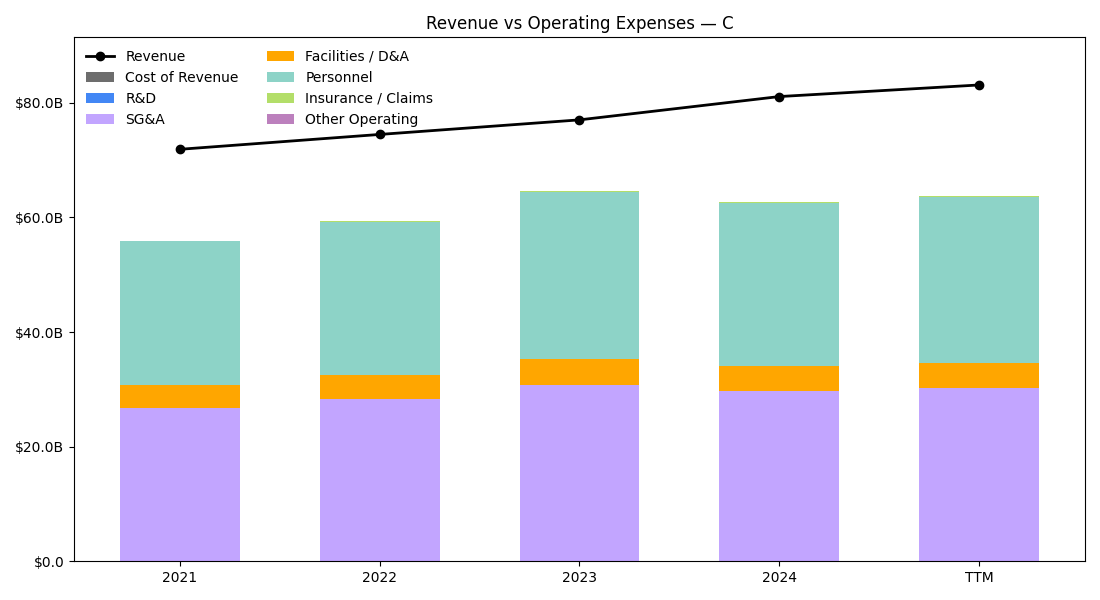 Revenue vs Operating Expenses — C
Revenue
Cost of Revenue
R&D
SG&A
Facilities / D&A
Personnel
Insurance / Claims
Other Operating
$80.0B
$60.0B
$40.0B
$20.0B
$0.0
2021 2022 2023 2024 TTM